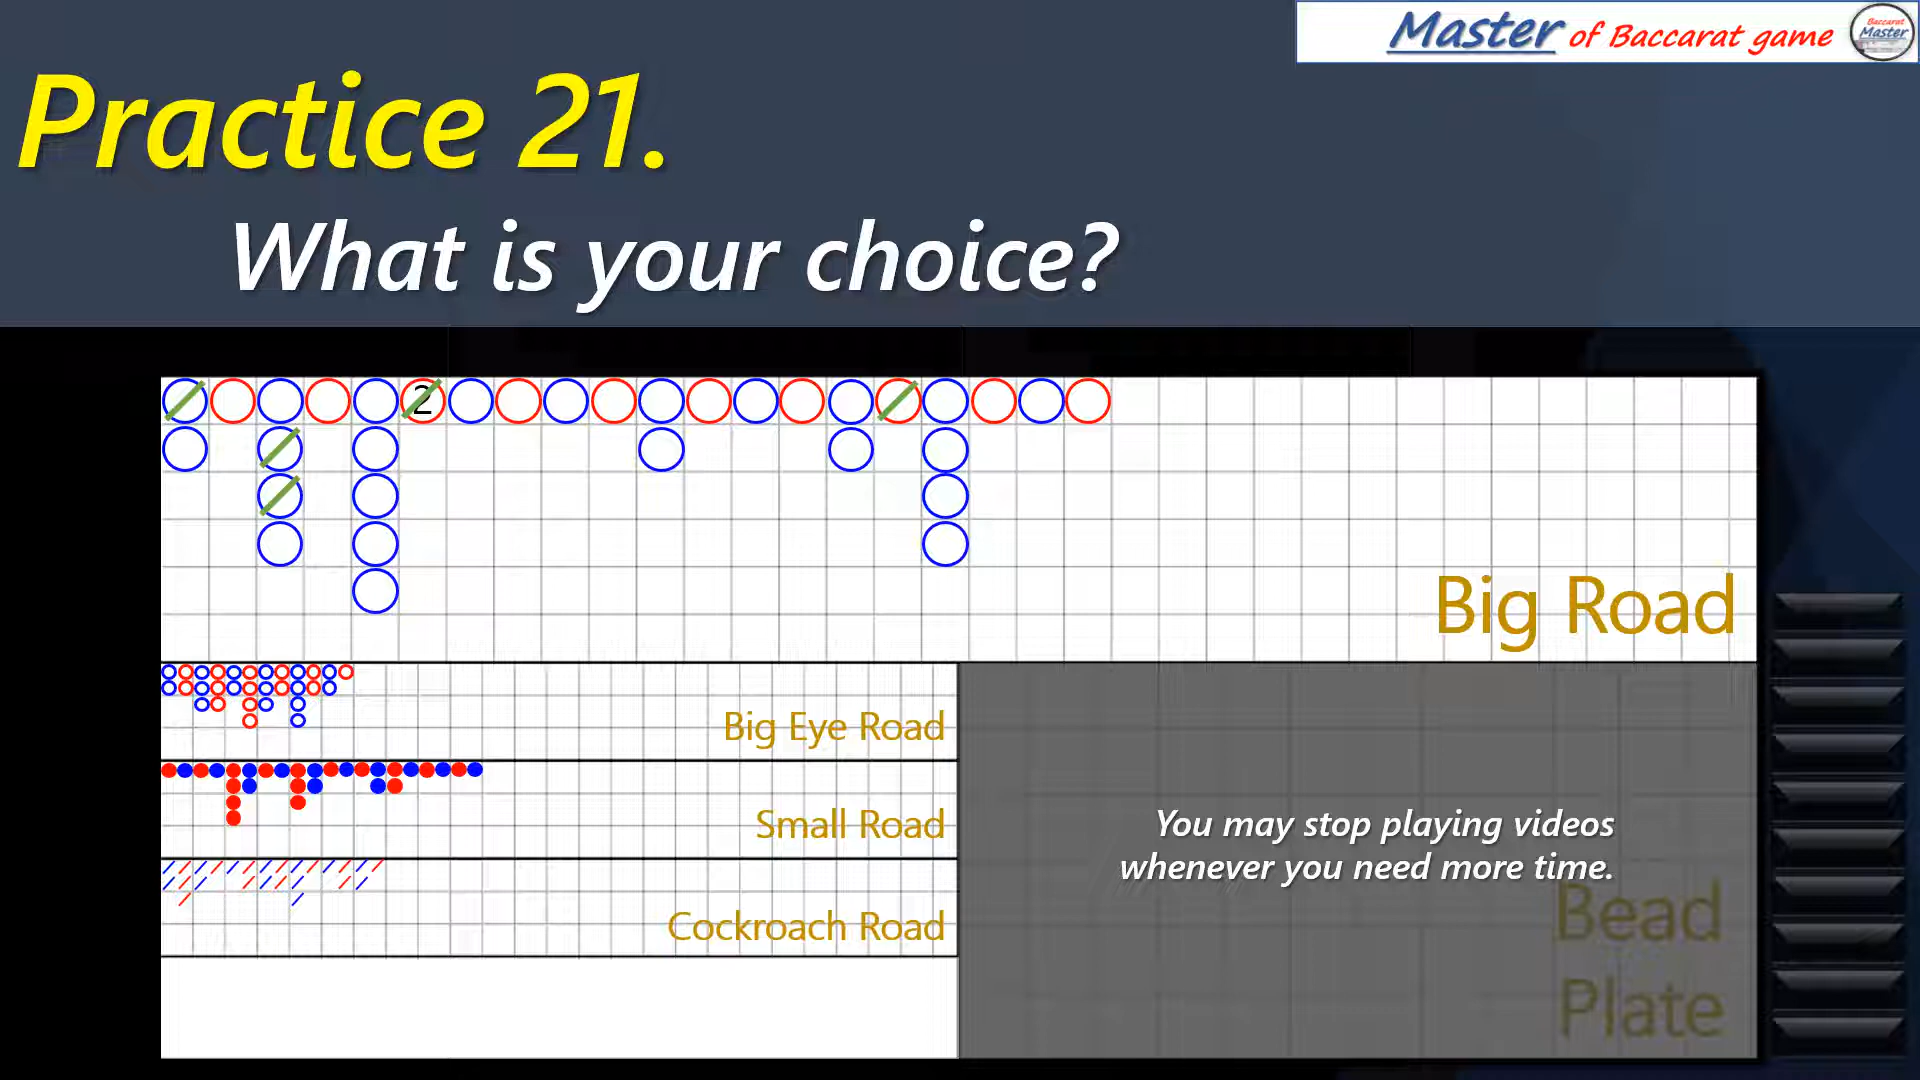 Master of Baccarat game
Baccarat
Master
Practice 21.
What is your choice?
2
Big Road
Big Eye Road
Small Road
Cockroach Road
You may stop playing videos
whenever you need more time.
Bead
Plate